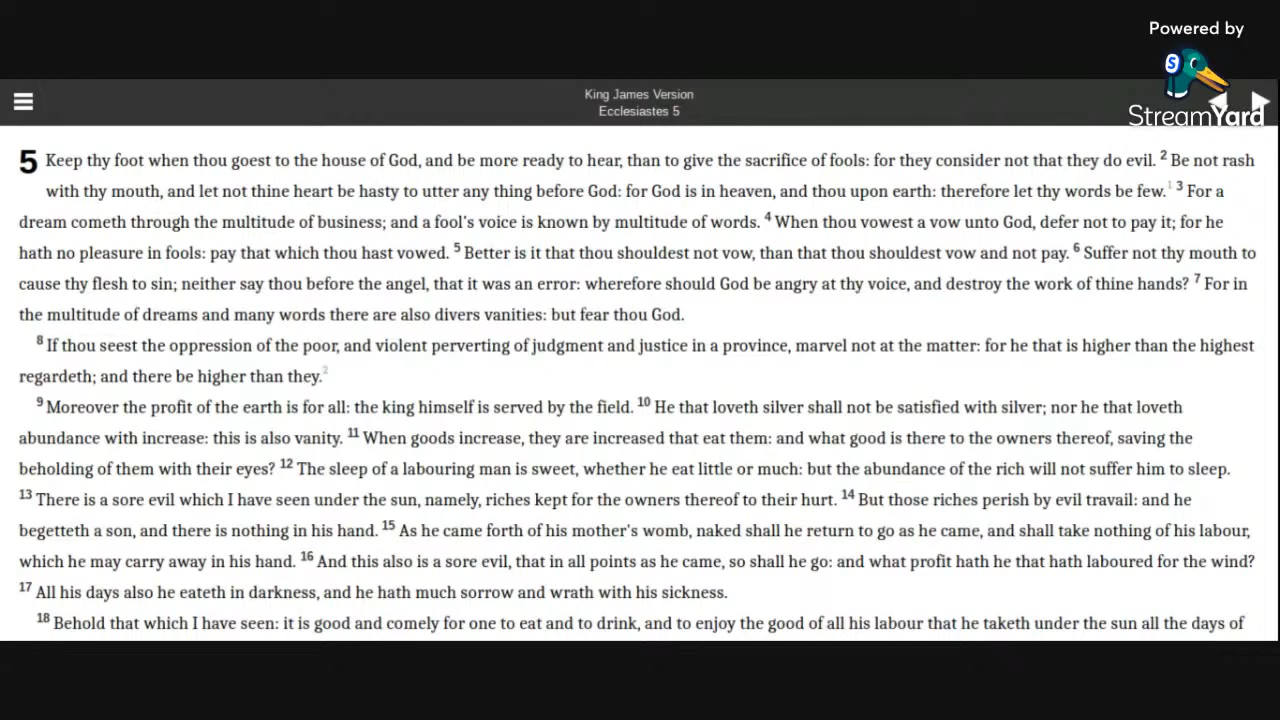 Powered by
StreamYard
King James Version
Ecclesiastes 5
5 Keep thy foot when thou goest to the house of God, and be more ready to hear, than to give the sacrifice of fools: for they consider not that they do evil. 2 Be not rash
with thy mouth, and let not thine heart be hasty to utter any thing before God: for God is in heaven, and thou upon earth: therefore let thy words be few.1 3 For a
dream cometh through the multitude of business; and a fool's voice is known by multitude of words. 4 When thou vowest a vow unto God, defer not to pay it; for he
hath no pleasure in fools: pay that which thou hast vowed. 5 Better is it that thou shouldest not vow, than that thou shouldest vow and not pay. 6 Suffer not thy mouth to
cause thy flesh to sin; neither say thou before the angel, that it was an error: wherefore should God be angry at thy voice, and destroy the work of thine hands? 7 For in
the multitude of dreams and many words there are also divers vanities: but fear thou God.
8 If thou seest the oppression of the poor, and violent perverting of judgment and justice in a province, marvel not at the matter: for he that is higher than the highest
regardeth; and there be higher than they.2
9 Moreover the profit of the earth is for all: the king himself is served by the field. 10 He that loveth silver shall not be satisfied with silver; nor he that loveth
abundance with increase: this is also vanity. 11 When goods increase, they are increased that eat them: and what good is there to the owners thereof, saving the
beholding of them with their eyes? 12 The sleep of a labouring man is sweet, whether he eat little or much: but the abundance of the rich will not suffer him to sleep.
13 There is a sore evil which I have seen under the sun, namely, riches kept for the owners thereof to their hurt. 14 But those riches perish by evil travail: and he
begetteth a son, and there is nothing in his hand. 15 As he came forth of his mother's womb, naked shall he return to go as he came, and shall take nothing of his labour,
which he may carry away in his hand. 16 And this also is a sore evil, that in all points as he came, so shall he go: and what profit hath he that hath laboured for the wind?
17 All his days also he eateth in darkness, and he hath much sorrow and wrath with his sickness.
18 Behold that which I have seen: it is good and comely for one to eat and to drink, and to enjoy the good of all his labour that he taketh under the sun all the days of